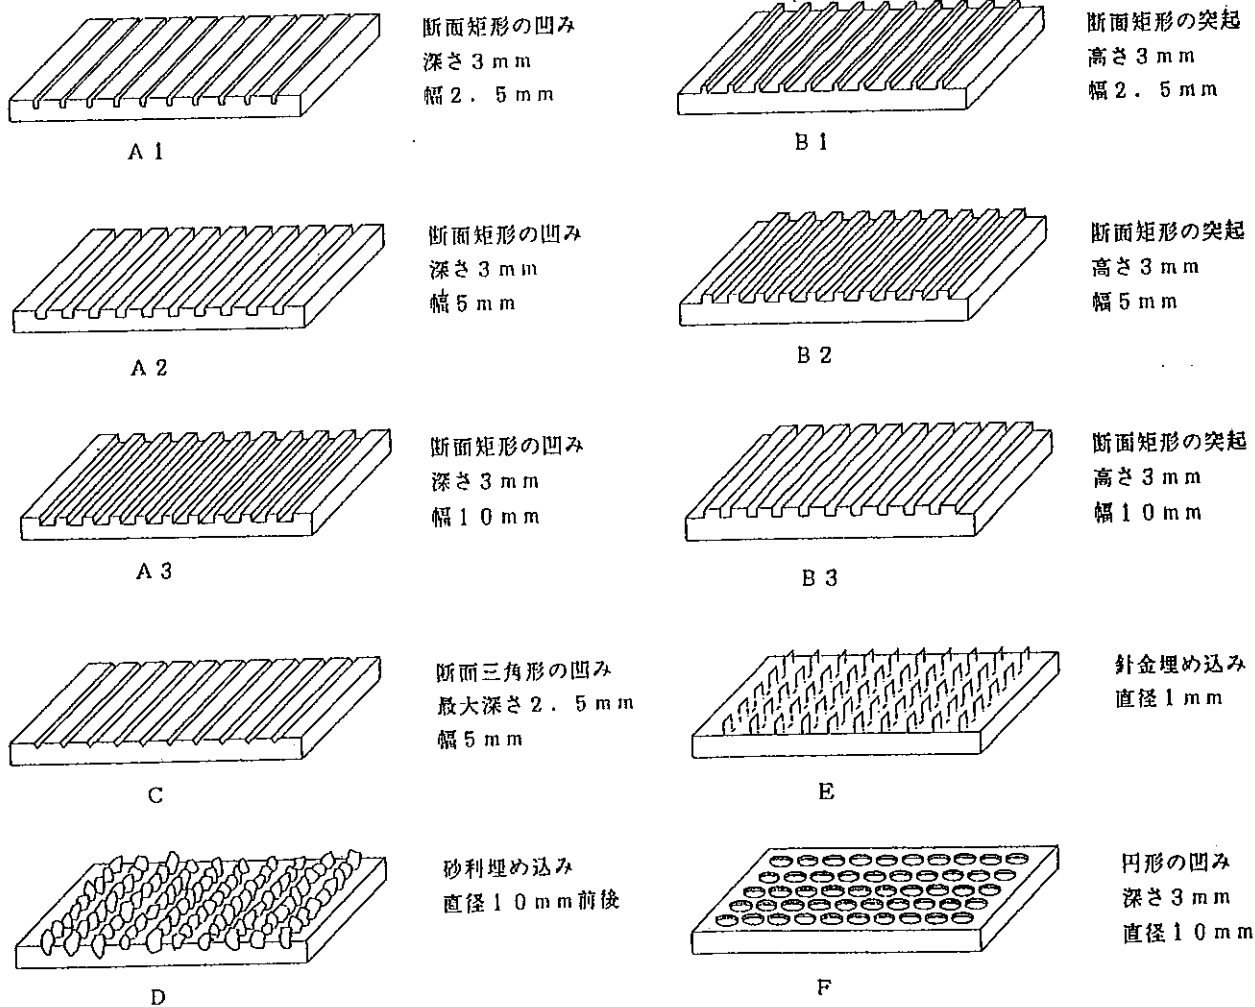 断面矩形の凹み
深さ3mm
幅2．5mm
A1
断面矩形の突起
高さ3mm
幅2．5mm
B1
断面矩形の凹み
深さ3mm
幅5mm
A2
断面矩形の突起
高さ3mm
幅5mm
B2
断面矩形の凹み
深さ3mm
幅10mm
A3
断面矩形の突起
高さ3mm
幅10mm
B3
断面三角形の凹み
最大深さ2．5mm
幅5mm
C
針金埋め込み
直径1mm
E
砂利埋め込み
直径10mm前後
D
円形の凹み
深さ3mm
直径10mm
F